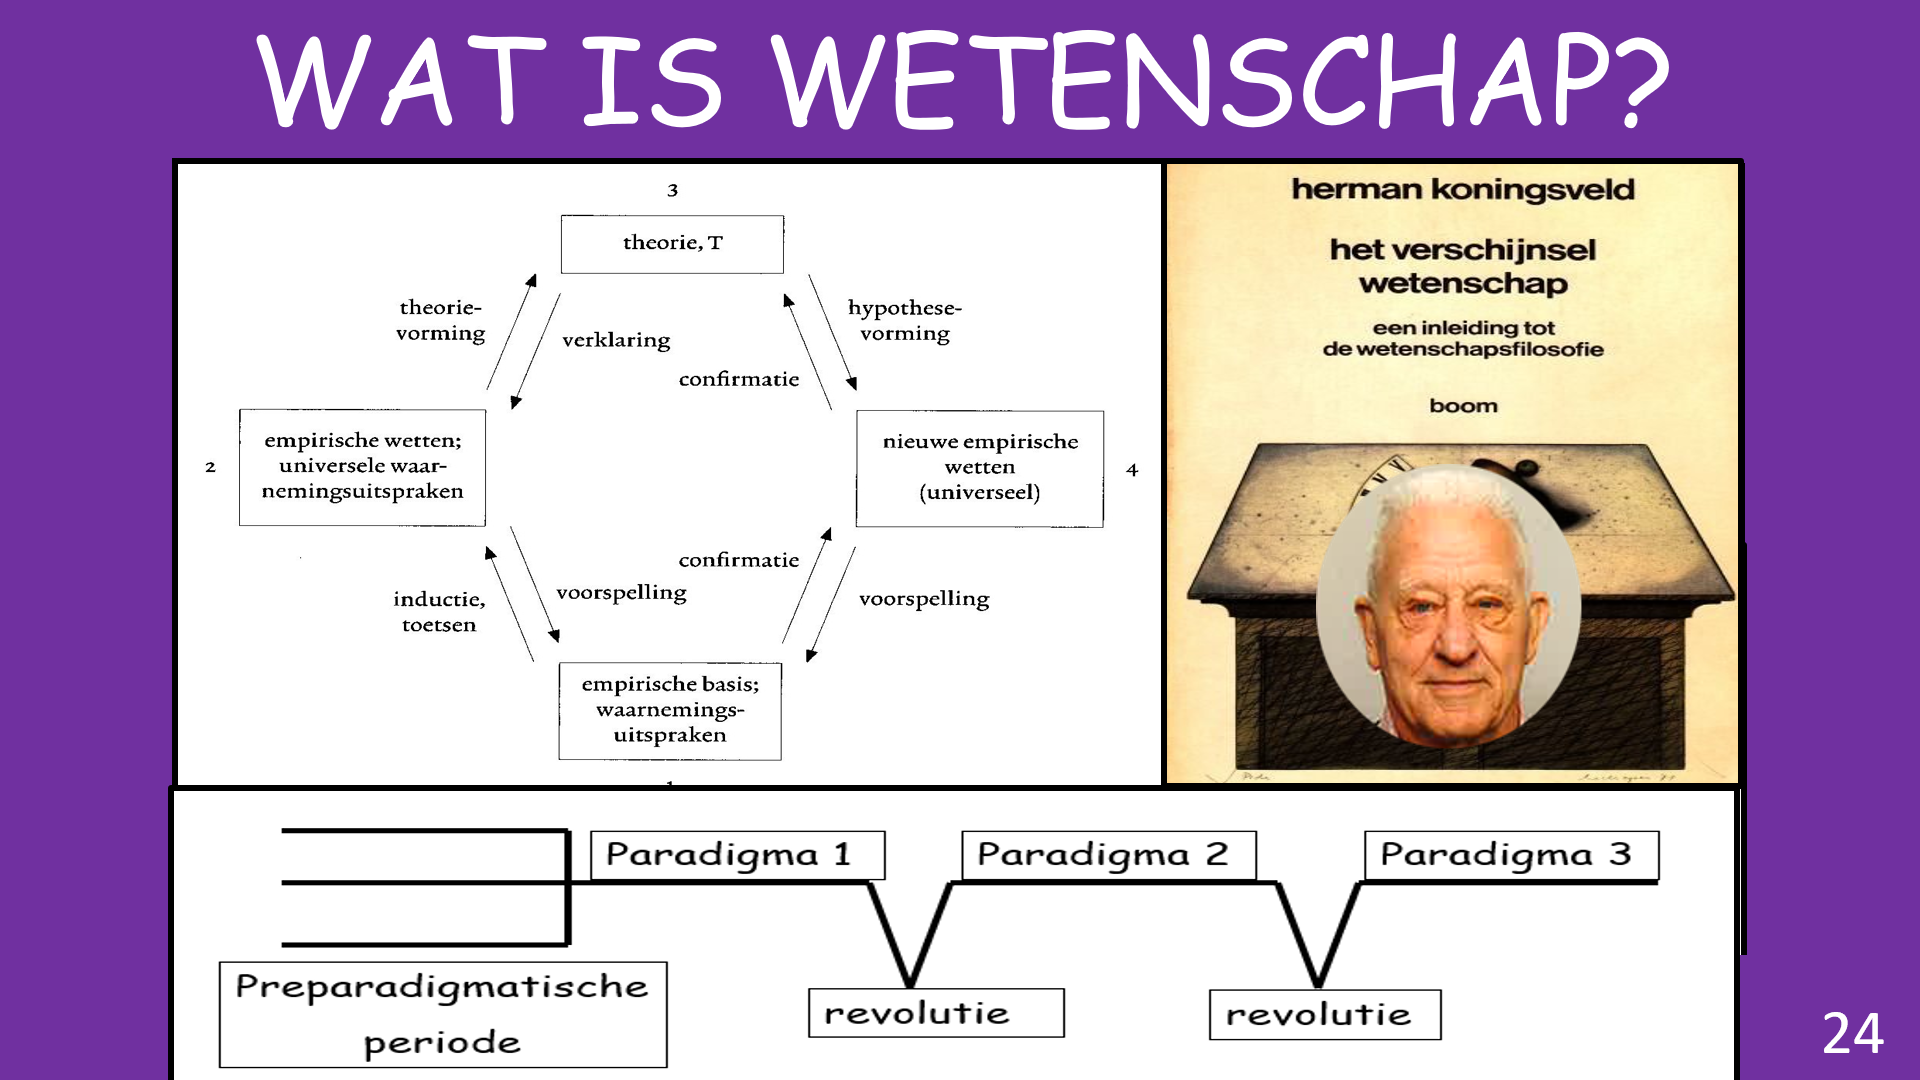 WAT IS WETENSCHAP?
3
theorie, T
theorie-
vorming
verklaring
hypothese-
vorming
confirmatie
2
empirische wetten;
universele waar-
nemingsuitspraken
nieuwe empirische
wetten
(universeel)
4
inductie,
toetsen
voorspelling
confirmatie
voorspelling
empirische basis;
waarnemings-
uitspraken
herman koningsveld
het verschijnsel
wetenschap
een inleiding tot
de wetenschapsfilosofie
boom
Paradigma 1
Paradigma 2
Paradigma 3
Preparadigmatische
periode
revolutie
revolutie
24